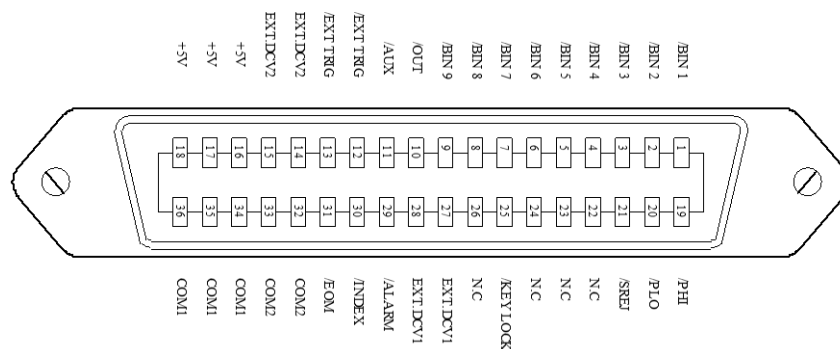 +5V
+5V
+5V
EXT.DCV2
EXT.DCV2
/EXT TRIG
/EXT TRIG
/AUX
/OUT
/BIN 9
/BIN 8
/BIN 7
/BIN 6
/BIN 5
/BIN 4
/BIN 3
/BIN 2
/BIN 1
18
17
16
15
14
13
12
11
10
9
8
7
6
5
4
3
2
1
36
35
34
33
32
31
30
29
28
27
26
25
24
23
22
21
20
19
COM1
COM1
COM1
COM2
COM2
/EOM
/INDEX
/ALARM
EXT.DCV1
EXT.DCV1
N.C
/KEY LOCK
N.C
N.C
N.C
/SREJ
/PLO
/PHI